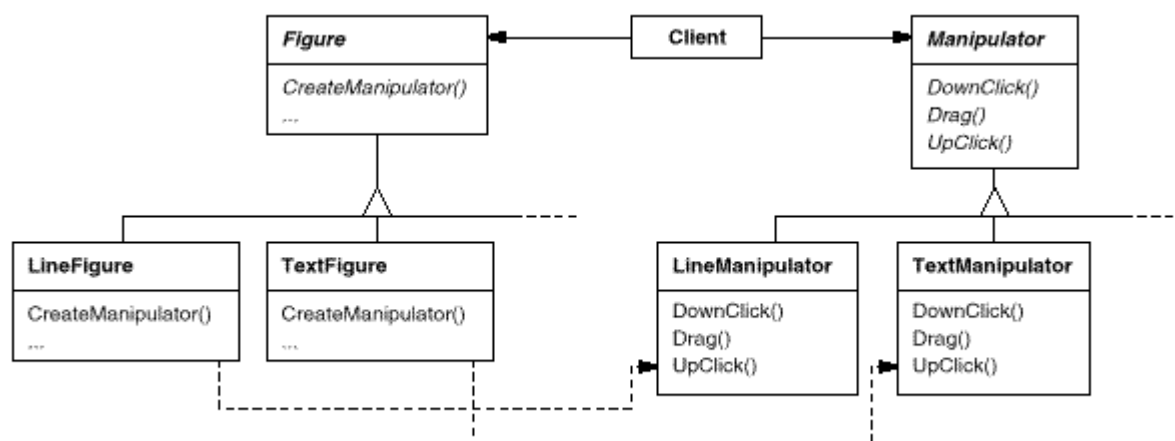 Figure
CreateManipulator()
...
Client
Manipulator
DownClick()
Drag()
UpClick()
LineFigure
CreateManipulator()
...
TextFigure
CreateManipulator()
...
LineManipulator
DownClick()
Drag()
UpClick()
TextManipulator
DownClick()
Drag()
UpClick()